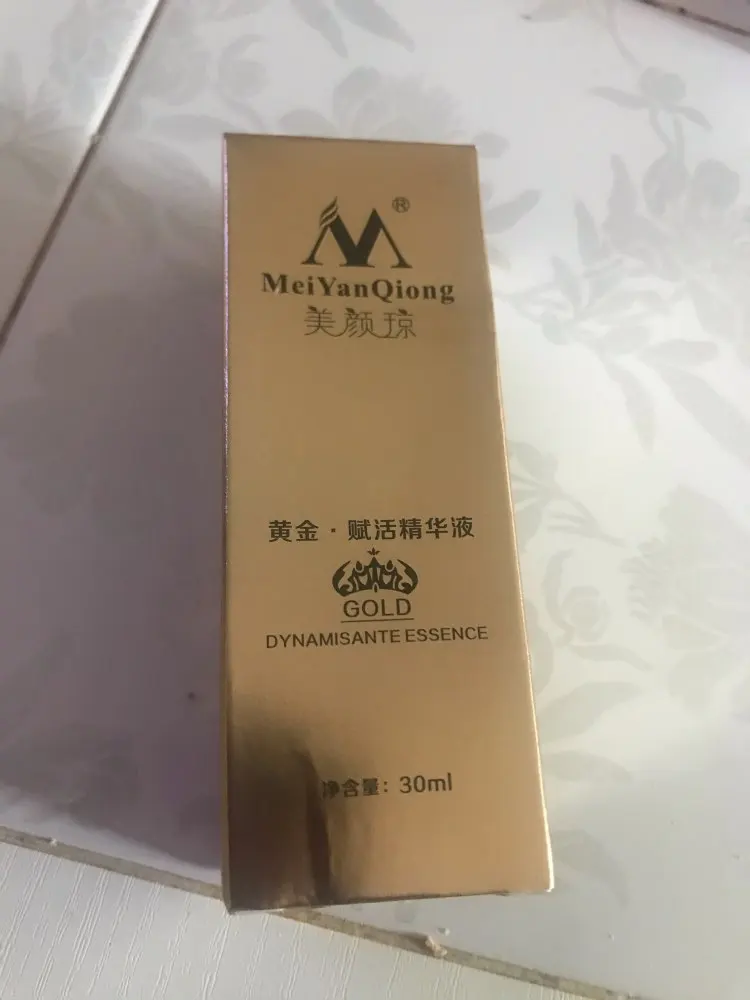 ®
MeiYanQiong
美颜琼
黄金·赋活精华液
GOLD
DYNAMISANTE ESSENCE
净含量：30ml